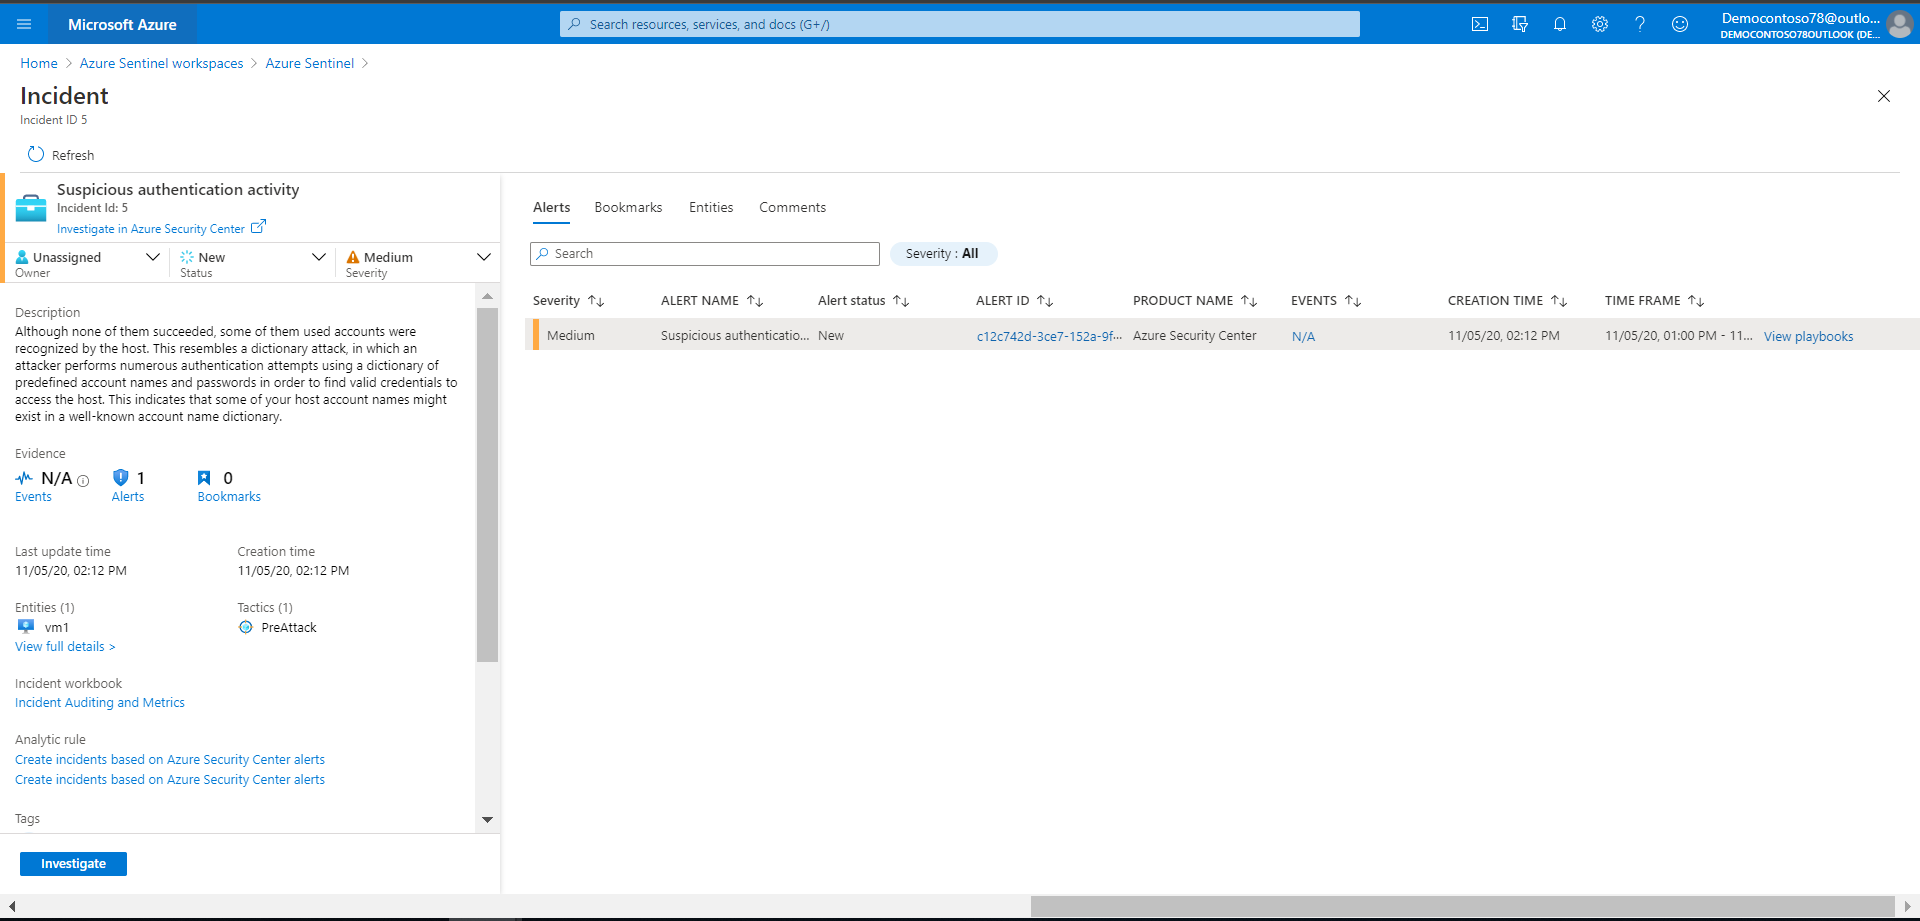 Microsoft Azure
Search resources, services, and docs (G+/)
Democontoso78@outlo...
DEMOCONTOSO78OUTLOOK (DE...
Home > Azure Sentinel workspaces > Azure Sentinel >
Incident
Incident ID 5
Refresh
Suspicious authentication activity
Incident Id: 5
Investigate in Azure Security Center
Unassigned
Owner
New
Status
Medium
Severity
Description
Although none of them succeeded, some of them used accounts were
recognized by the host. This resembles a dictionary attack, in which an
attacker performs numerous authentication attempts using a dictionary of
predefined account names and passwords in order to find valid credentials to
access the host. This indicates that some of your host account names might
exist in a well-known account name dictionary.
Evidence
N/A
Events
1
Alerts
0
Bookmarks
Last update time
11/05/20, 02:12 PM
Creation time
11/05/20, 02:12 PM
Entities (1)
vm1
View full details >
Tactics (1)
PreAttack
Incident workbook
Incident Auditing and Metrics
Analytic rule
Create incidents based on Azure Security Center alerts
Create incidents based on Azure Security Center alerts
Tags
Investigate
Alerts Bookmarks Entities Comments
Search
Severity : All
Severity ALERT NAME Alert status ALERT ID PRODUCT NAME EVENTS CREATION TIME TIME FRAME
Medium Suspicious authenticatio... New c12c742d-3ce7-152a-9f... Azure Security Center N/A 11/05/20, 02:12 PM 11/05/20, 01:00 PM - 11... View playbooks